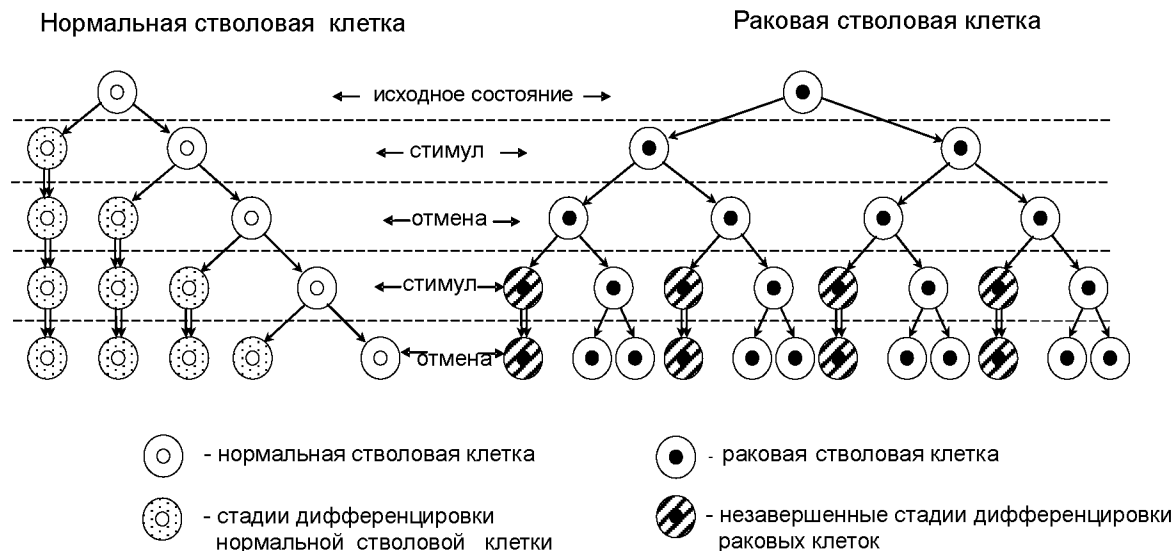 Нормальная стволовая клетка
Раковая стволовая клетка
исходное состояние
стимул
отмена
стимул
отмена
- нормальная стволовая клетка
- раковая стволовая клетка
- стадии дифференцировки
нормальной стволовой клетки
- незавершенные стадии дифференцировки
раковых клеток